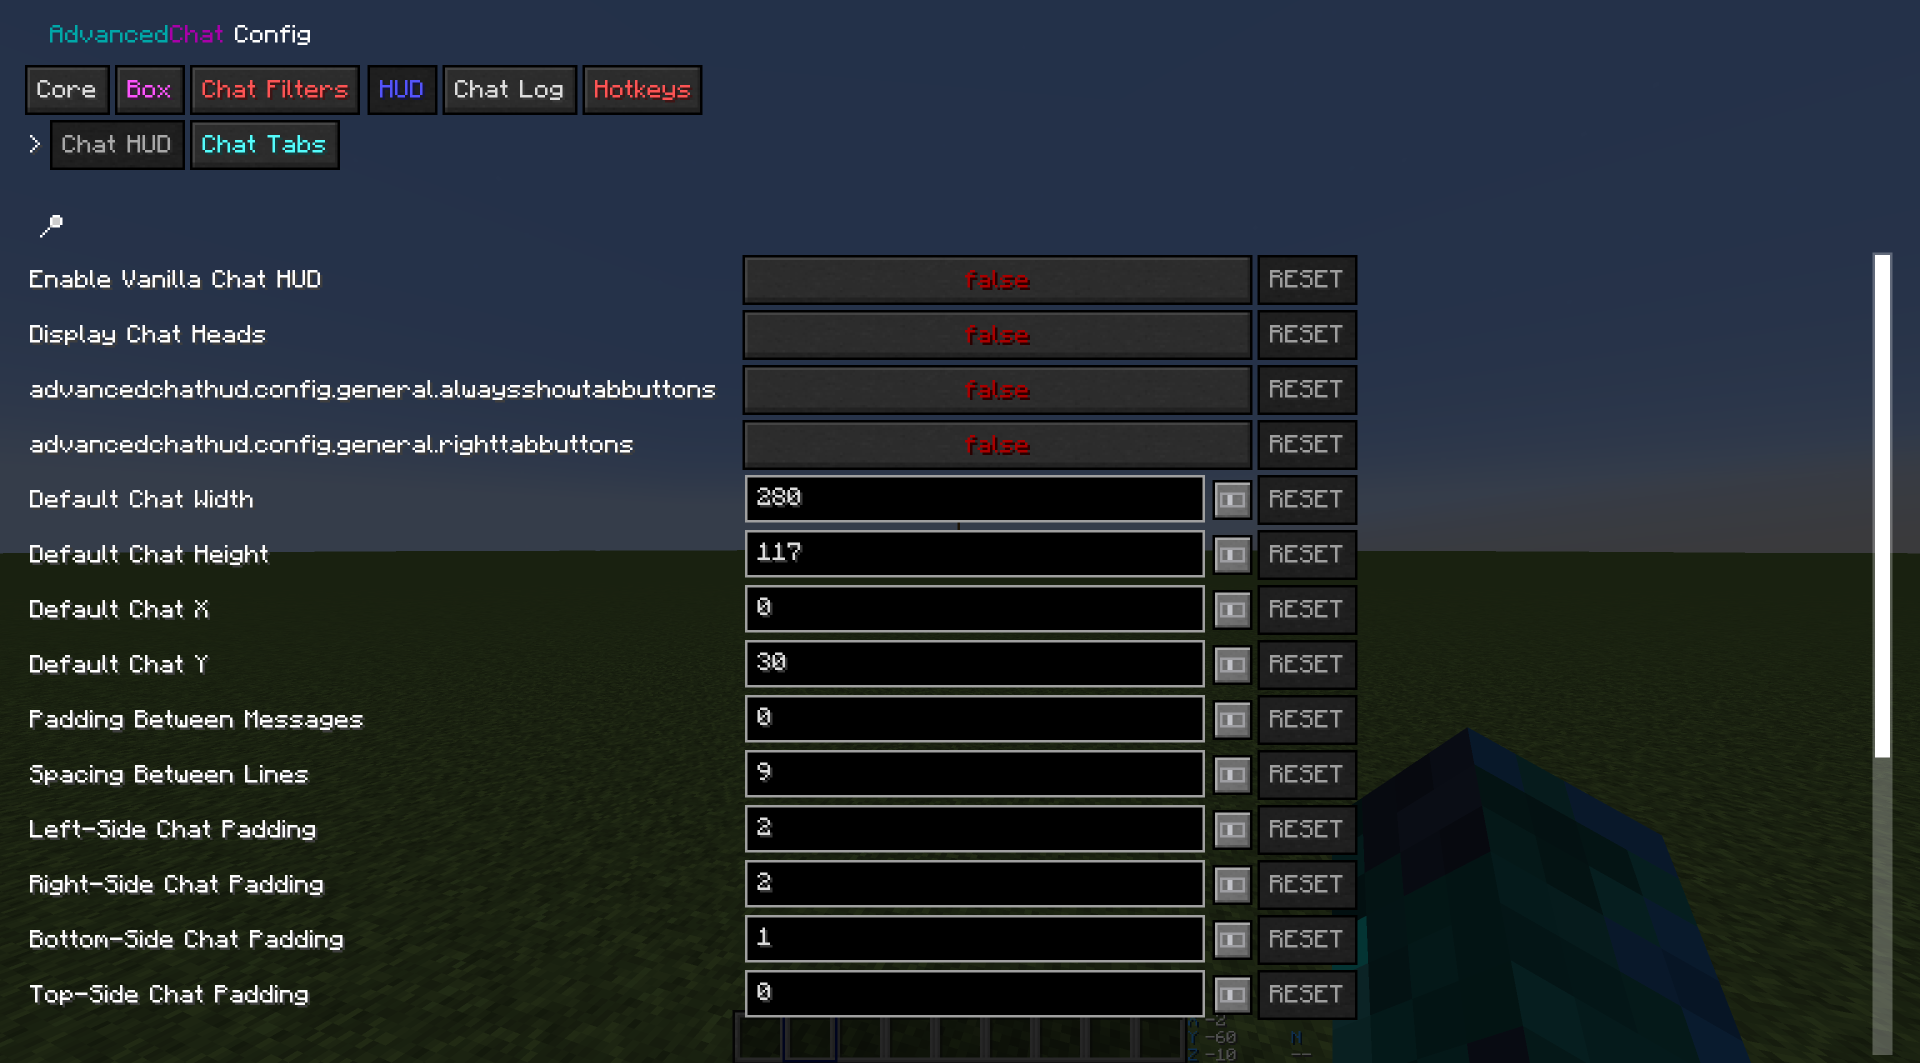 AdvancedChat Config
Core Box Chat Filters HUD Chat Log Hotkeys
> Chat HUD Chat Tabs
Enable Vanilla Chat HUD false RESET
Display Chat Heads false RESET
advancedchathud.config.general.alwaysshowtabbuttons false RESET
advancedchathud.config.general.righttabbuttons false RESET
Default Chat Width 280 RESET
Default Chat Height 117 RESET
Default Chat X 0 RESET
Default Chat Y 30 RESET
Padding Between Messages 0 RESET
Spacing Between Lines 9 RESET
Left-Side Chat Padding 2 RESET
Right-Side Chat Padding 2 RESET
Bottom-Side Chat Padding 1 RESET
Top-Side Chat Padding 0 RESET
-2
Y -60 N
Z -10 --